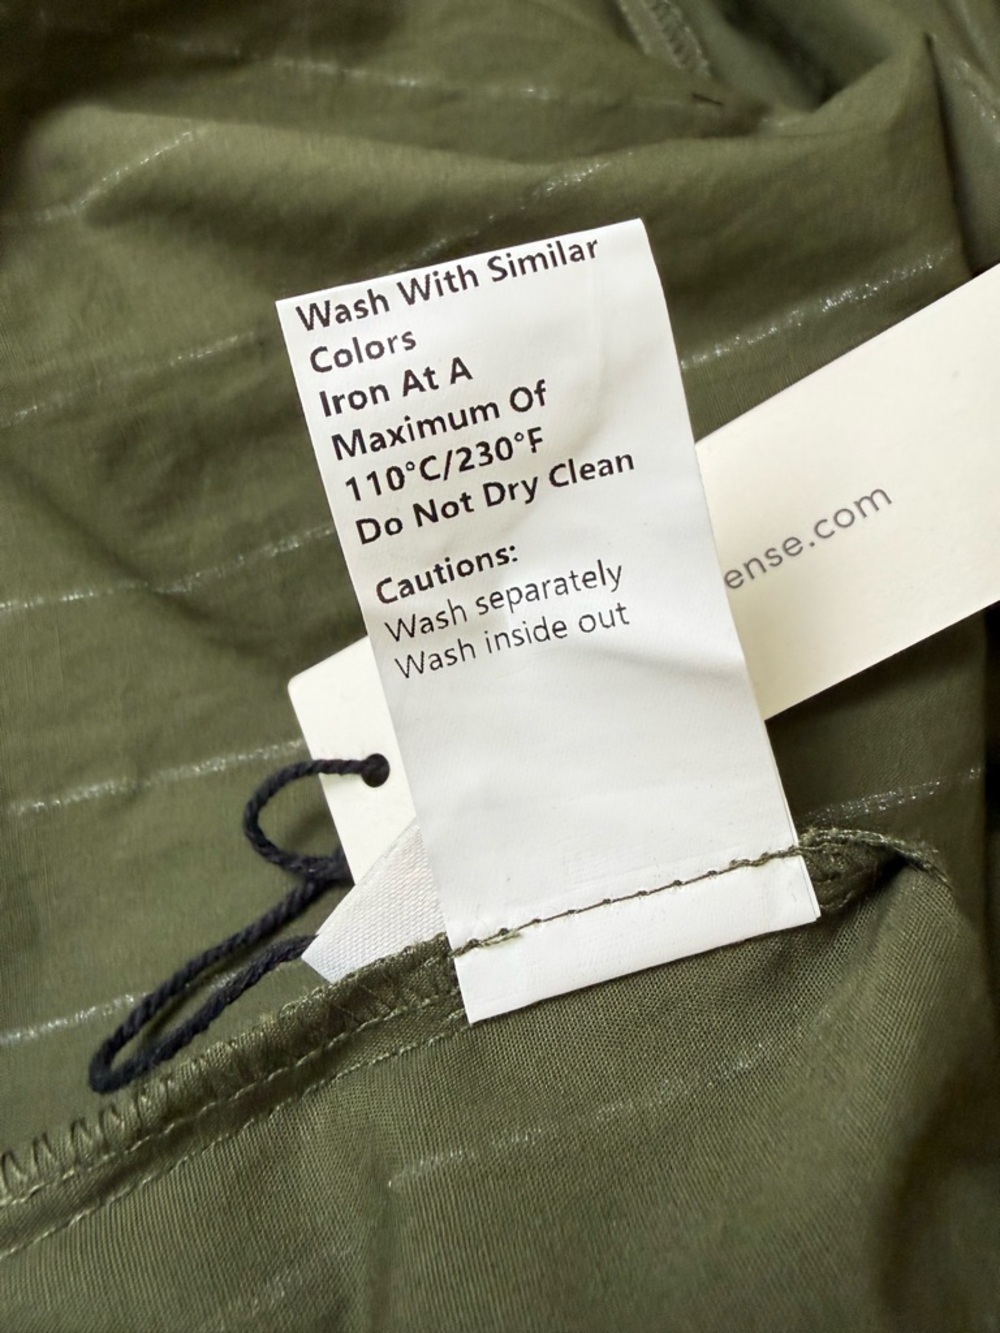 Wash With Similar
Colors
Iron At A
Maximum Of
110°C/230°F
Do Not Dry Clean
Cautions:
Wash separately
Wash inside out
ense.com